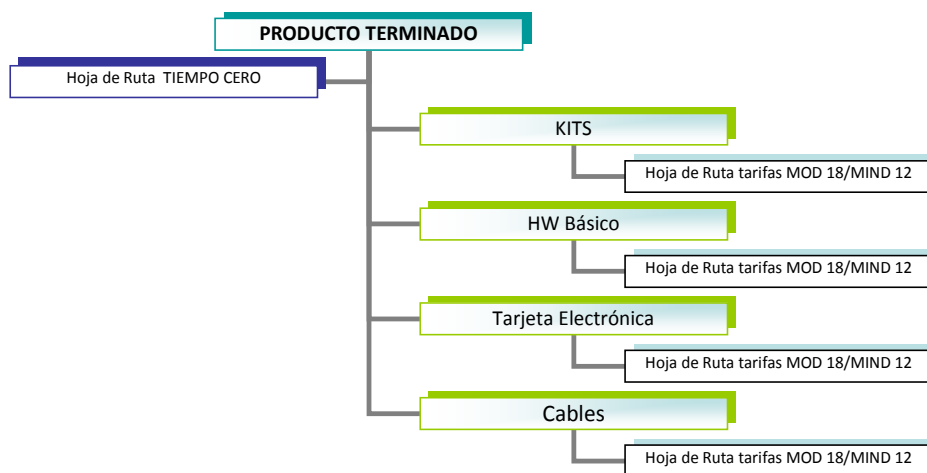 PRODUCTO TERMINADO
Hoja de Ruta TIEMPO CERO
KITS
Hoja de Ruta tarifas MOD 18/MIND 12
HW Básico
Hoja de Ruta tarifas MOD 18/MIND 12
Tarjeta Electrónica
Hoja de Ruta tarifas MOD 18/MIND 12
Cables
Hoja de Ruta tarifas MOD 18/MIND 12